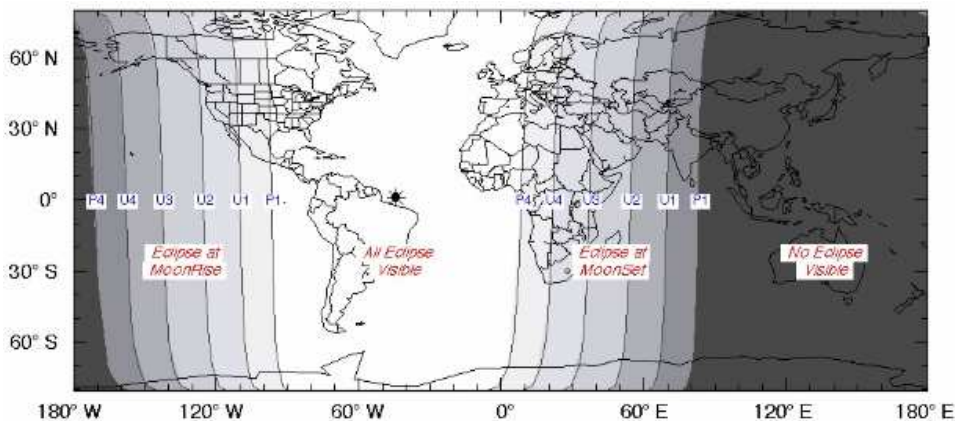 60° N
30° N
0°
30° S
60° S
P4 U4 U3 U2 U1 P1
P4 U4 U3 U2 U1 P1
Eclipse at
MoonRise
All Eclipse
Visible
Eclipse at
MoonSet
No Eclipse
Visible
180° W
120° W
60° W
0°
60° E
120° E
180° E